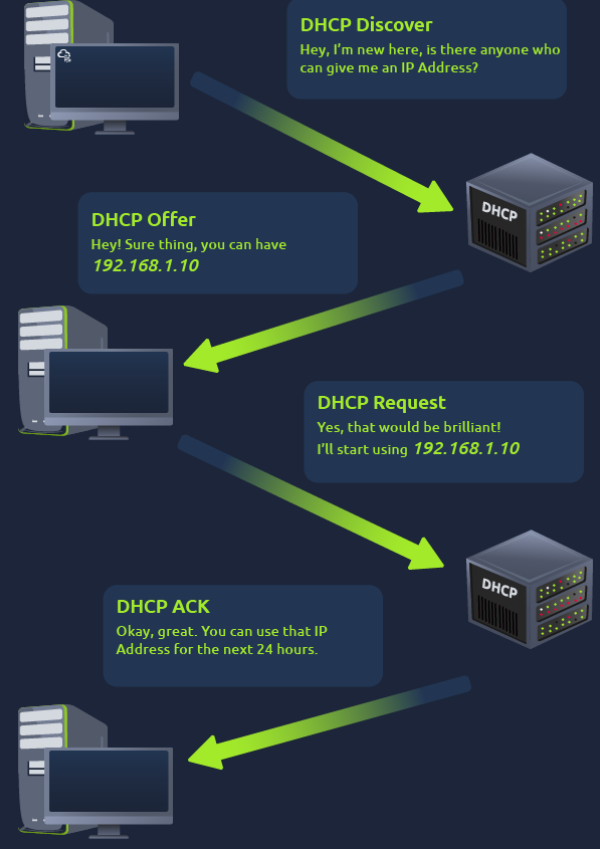 DHCP Discover
Hey, I'm new here, is there anyone who
can give me an IP Address?
DHCP
DHCP Offer
Hey! Sure thing, you can have
192.168.1.10
DHCP Request
Yes, that would be brilliant!
I'll start using 192.168.1.10
DHCP
DHCP ACK
Okay, great. You can use that IP
Address for the next 24 hours.